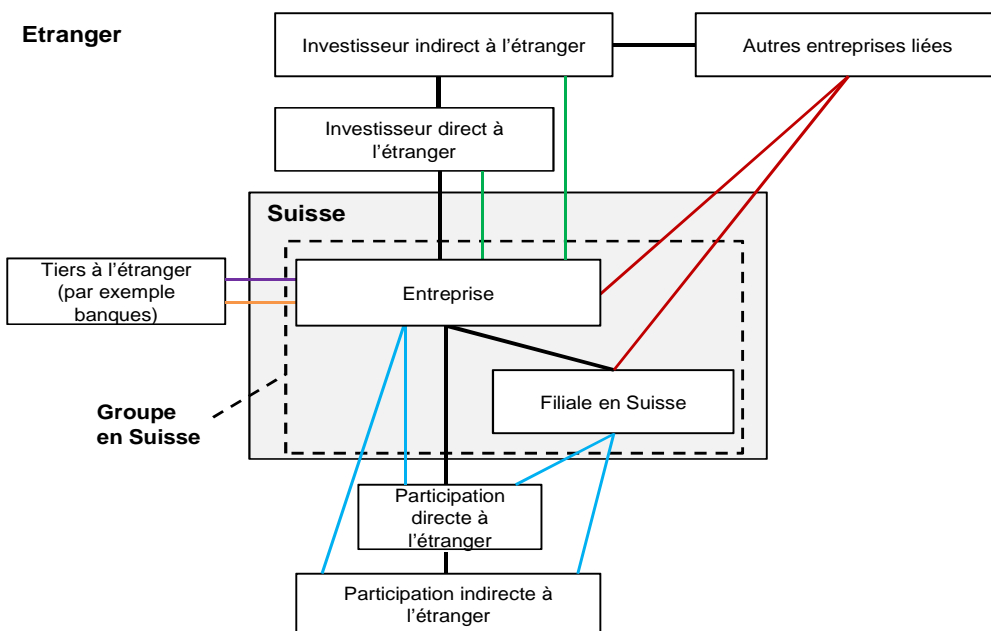 Etranger
Investisseur indirect à l’étranger
Autres entreprises liées
Investisseur direct à
l’étranger
Suisse
Tiers à l’étranger
(par exemple
banques)
Entreprise
Filiale en Suisse
Groupe
en Suisse
Participation
directe à
l’étranger
Participation indirecte à
l’étranger